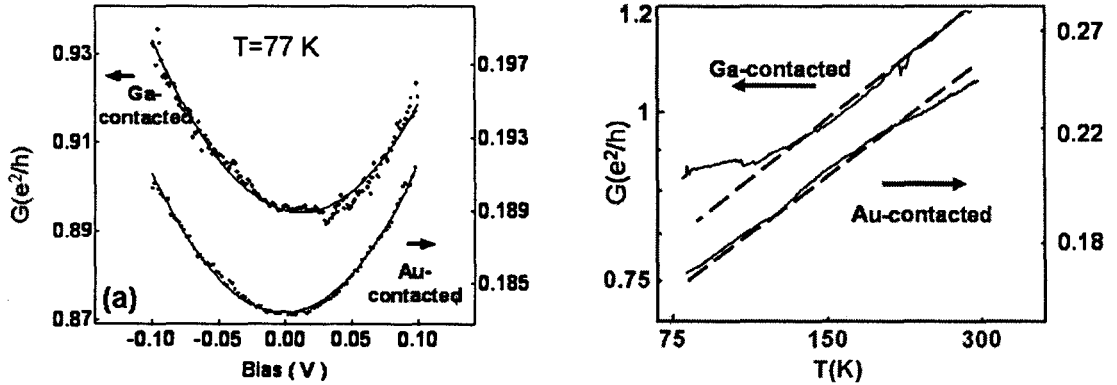 T=77 K
0.93
0.91
0.89
0.87
G(e²/h)
Ga-
contacted
0.197
0.193
0.189
0.185
Au-
contacted
(a)
-0.10
-0.05
0.00
0.05
0.10
Bias (V)
1.2
1
0.75
G(e²/h)
Ga-contacted
Au-contacted
0.27
0.22
0.18
75
150
300
T(K)